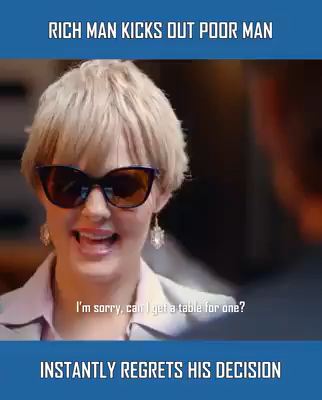 RICH MAN KICKS OUT POOR MAN
I'm sorry, can I get a table for one?
INSTANTLY REGRETS HIS DECISION